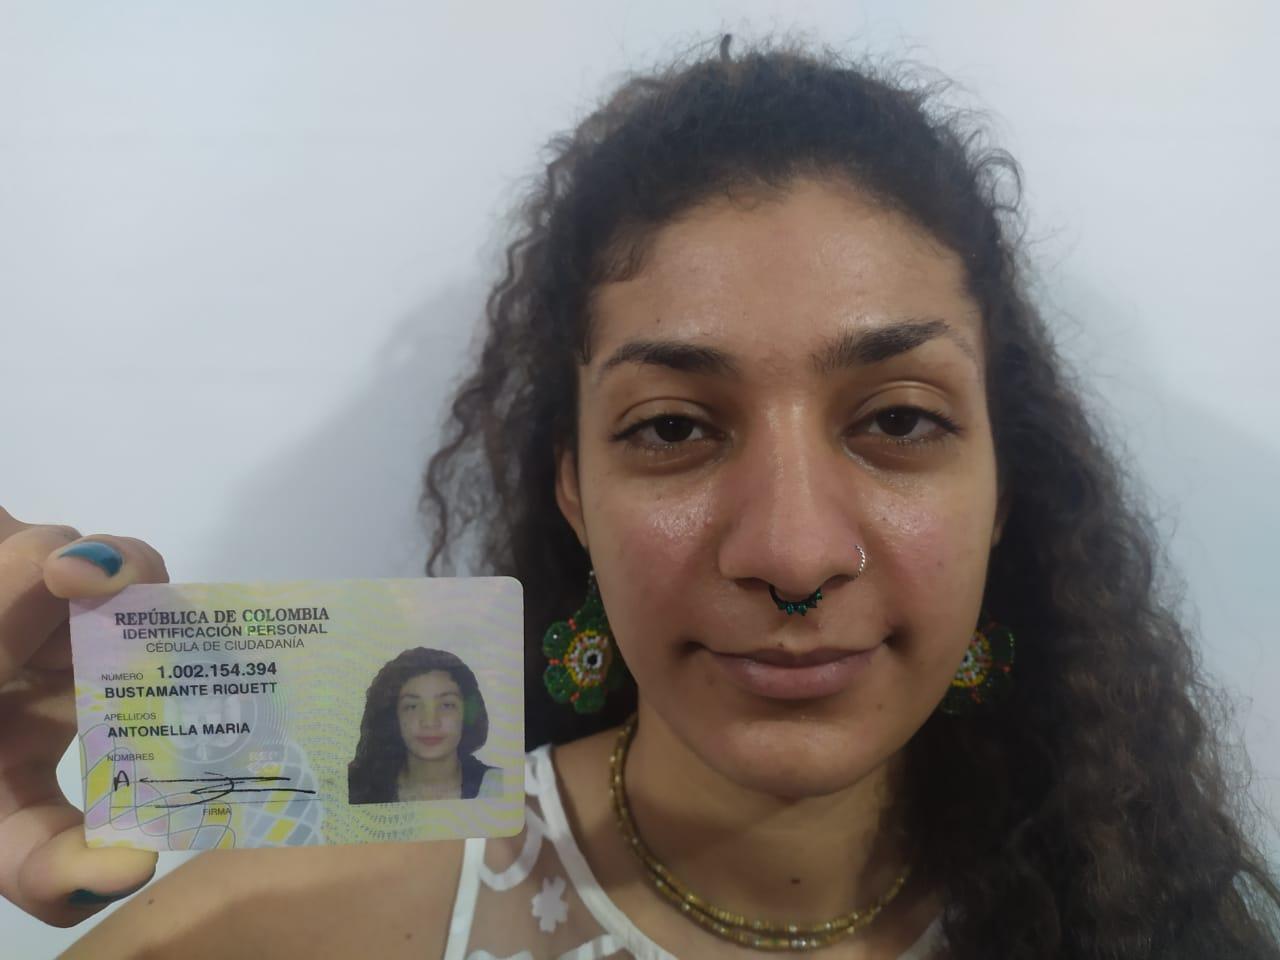 REPÚBLICA DE COLOMBIA
IDENTIFICACIÓN PERSONAL
CÉDULA DE CIUDADANÍA
NÚMERO 1.002.154.394
BUSTAMANTE RIQUETT
APELLIDOS
ANTONELLA MARIA
NOMBRES
FIRMA